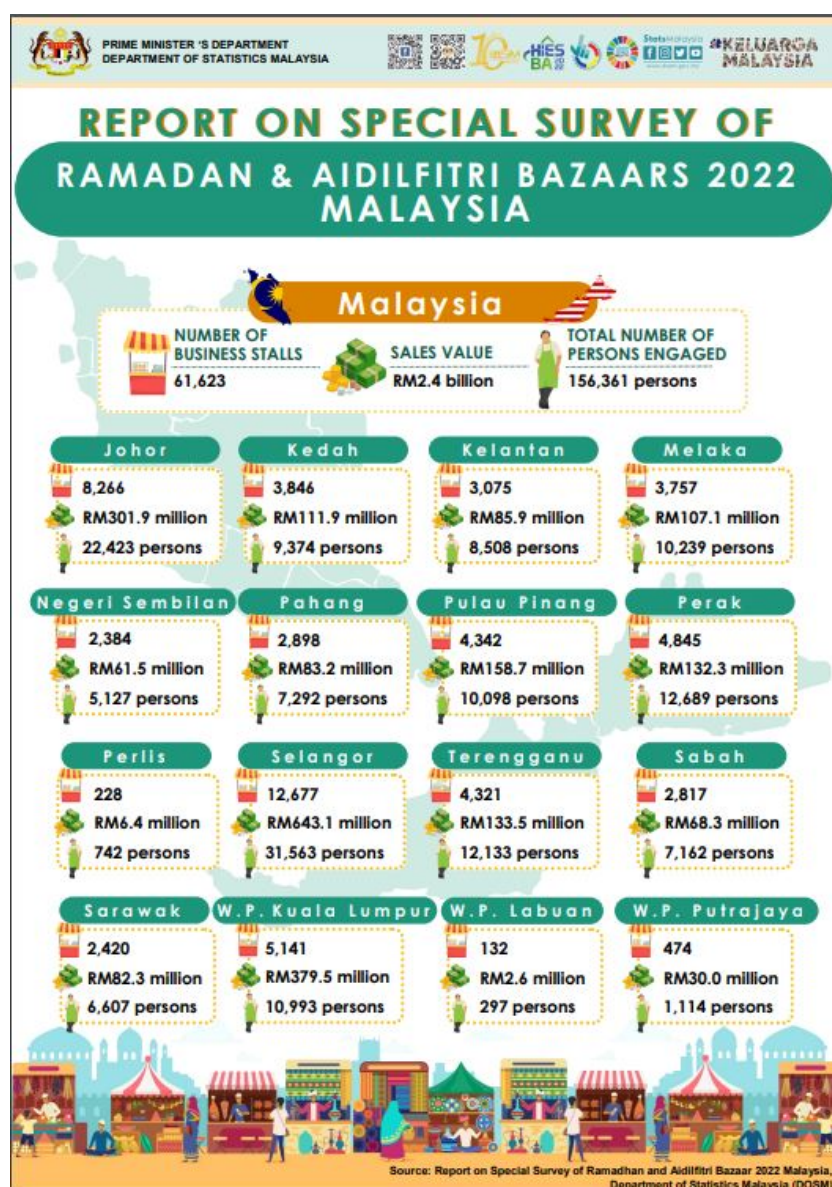 PRIME MINISTER 'S DEPARTMENT
DEPARTMENT OF STATISTICS MALAYSIA
HIES
BA
StatsMalaysia
#KELUARGA
MALAYSIA
REPORT ON SPECIAL SURVEY OF
RAMADAN & AIDILFITRI BAZAARS 2022
MALAYSIA
Malaysia
NUMBER OF
BUSINESS STALLS
61,623
SALES VALUE
RM2.4 billion
TOTAL NUMBER OF
PERSONS ENGAGED
156,361 persons
Johor
8,266
RM301.9 million
22,423 persons
Kedah
3,846
RM111.9 million
9,374 persons
Kelantan
3,075
RM85.9 million
8,508 persons
Melaka
3,757
RM107.1 million
10,239 persons
Negeri Sembilan
2,384
RM61.5 million
5,127 persons
Pahang
2,898
RM83.2 million
7,292 persons
Pulau Pinang
4,342
RM158.7 million
10,098 persons
Perak
4,845
RM132.3 million
12,689 persons
Perlis
228
RM6.4 million
742 persons
Selangor
12,677
RM643.1 million
31,563 persons
Terengganu
4,321
RM133.5 million
12,133 persons
Sabah
2,817
RM68.3 million
7,162 persons
Sarawak
2,420
RM82.3 million
6,607 persons
W.P. Kuala Lumpur
5,141
RM379.5 million
10,993 persons
W.P. Labuan
132
RM2.6 million
297 persons
W.P. Putrajaya
474
RM30.0 million
1,114 persons
Source: Report on Special Survey of Ramadhan and Aidilfitri Bazaar 2022 Malaysia,
Department of Statistics Malaysia (DOSM)